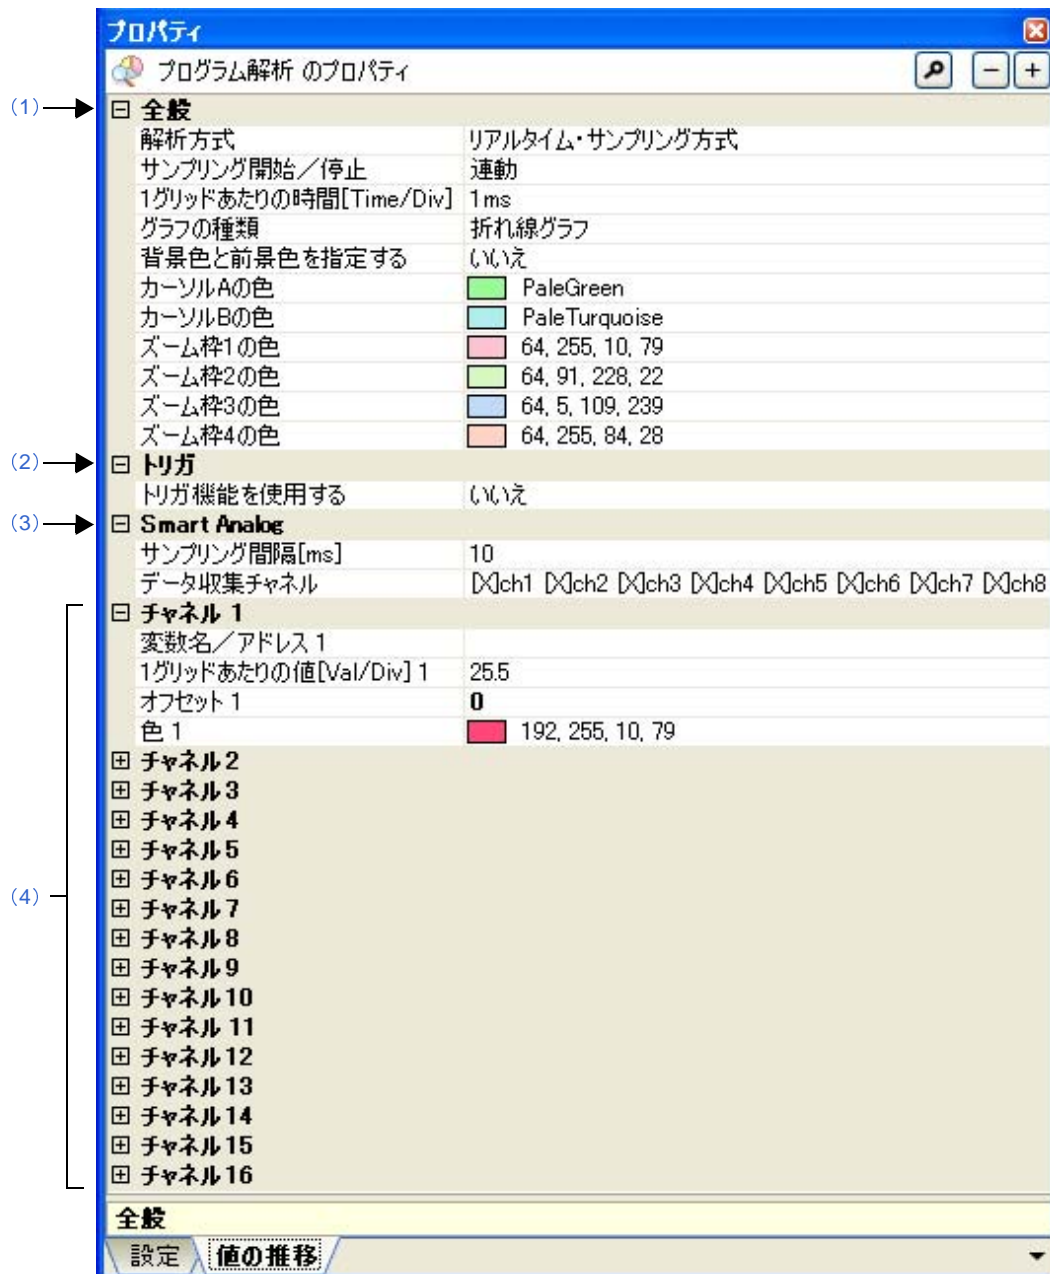 プロパティ
プログラム解析 のプロパティ
(1)
全般
解析方式 リアルタイム・サンプリング方式
サンプリング開始／停止 連動
1グリッドあたりの時間[Time/Div] 1ms
グラフの種類 折れ線グラフ
背景色と前景色を指定する いいえ
カーソルAの色 PaleGreen
カーソルBの色 PaleTurquoise
ズーム枠1の色 64, 255, 10, 79
ズーム枠2の色 64, 91, 228, 22
ズーム枠3の色 64, 5, 109, 239
ズーム枠4の色 64, 255, 84, 28
(2)
トリガ
トリガ機能を使用する いいえ
(3)
Smart Analog
サンプリング間隔[ms] 10
データ収集チャネル [X]ch1 [X]ch2 [X]ch3 [X]ch4 [X]ch5 [X]ch6 [X]ch7 [X]ch8
(4)
チャネル 1
変数名／アドレス 1
1グリッドあたりの値[Val/Div] 1 25.5
オフセット 1 0
色 1 192, 255, 10, 79
チャネル 2
チャネル 3
チャネル 4
チャネル 5
チャネル 6
チャネル 7
チャネル 8
チャネル 9
チャネル 10
チャネル 11
チャネル 12
チャネル 13
チャネル 14
チャネル 15
チャネル 16
全般
設定 値の推移